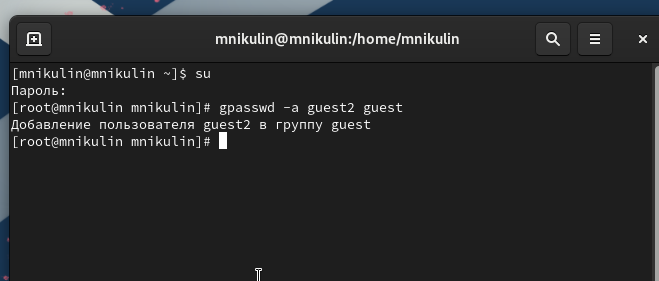 mnikulin@mnikulin:/home/mnikulin
[mnikulin@mnikulin ~]$ su
Пароль:
[root@mnikulin mnikulin]# gpasswd -a guest2 guest
Добавление пользователя guest2 в группу guest
[root@mnikulin mnikulin]#